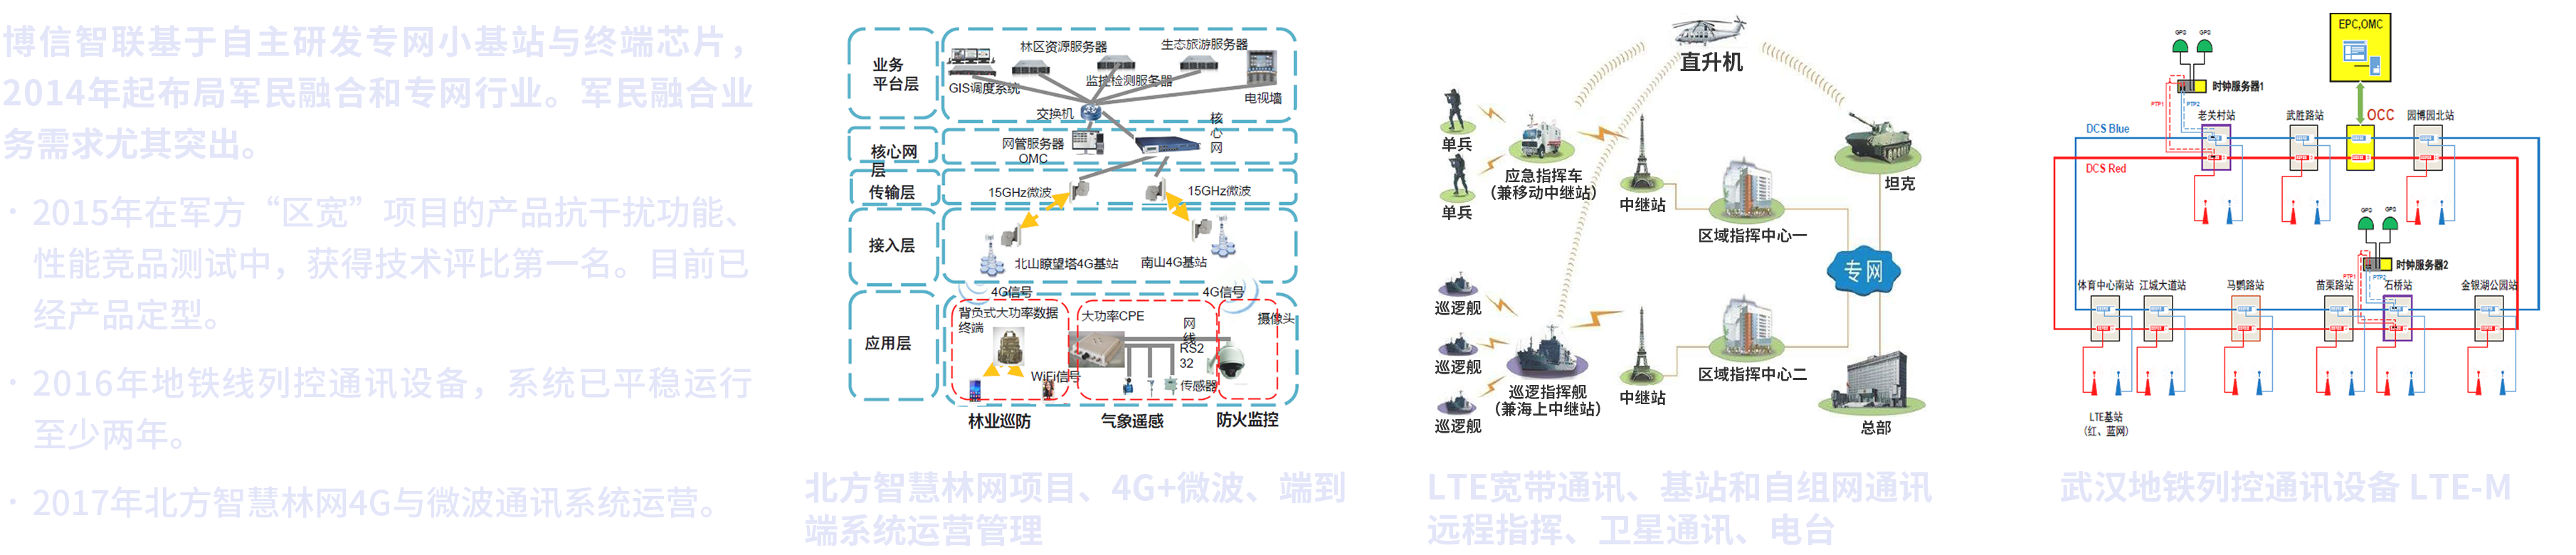 博信智联基于自主研发专网小基站与终端芯片，
2014年起布局军民融合和专网行业。军民融合业
务需求尤其突出。
· 2015年在军方“区宽”项目的产品抗干扰功能、
性能竞品测试中，获得技术评比第一名。目前已
经产品定型。
· 2016年地铁线列控通讯设备，系统已平稳运行
至少两年。
· 2017年北方智慧林网4G与微波通讯系统运营。
业务
平台层
林区资源服务器
生态旅游服务器
GIS调度系统
监控检测服务器
电视墙
交换机
核心网
层
网管服务器
OMC
核
心
网
传输层
15GHz微波
15GHz微波
接入层
北山瞭望塔4G基站
南山4G基站
应用层
4G信号
4G信号
背负式大功率数据
终端
WiFi信号
大功率CPE
网
线
RS2
32
传感器
摄像头
林业巡防
气象遥感
防火监控
北方智慧林网项目、4G+微波、端到
端系统运营管理
直升机
单兵
单兵
应急指挥车
（兼移动中继站）
中继站
区域指挥中心一
坦克
专网
巡逻舰
巡逻舰
巡逻舰
巡逻指挥舰
（兼海上中继站）
中继站
区域指挥中心二
总部
LTE宽带通讯、基站和自组网通讯
远程指挥、卫星通讯、电台
EPC,OMC
GPS
GPS
时钟服务器1
PTP1
PTP2
老关村站
武胜路站
OCC
园博园北站
DCS Blue
DCS Red
GPS
GPS
时钟服务器2
PTP1
PTP2
体育中心南站
江城大道站
马鹦路站
苗栗路站
石桥站
金银湖公园站
LTE基站
（红、蓝网）
武汉地铁列控通讯设备 LTE-M